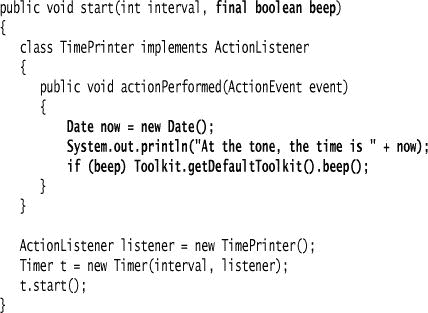 public void start(int interval, final boolean beep)
{
class TimePrinter implements ActionListener
{
public void actionPerformed(ActionEvent event)
{
Date now = new Date();
System.out.println("At the tone, the time is " + now);
if (beep) Toolkit.getDefaultToolkit().beep();
}
}
ActionListener listener = new TimePrinter();
Timer t = new Timer(interval, listener);
t.start();
}